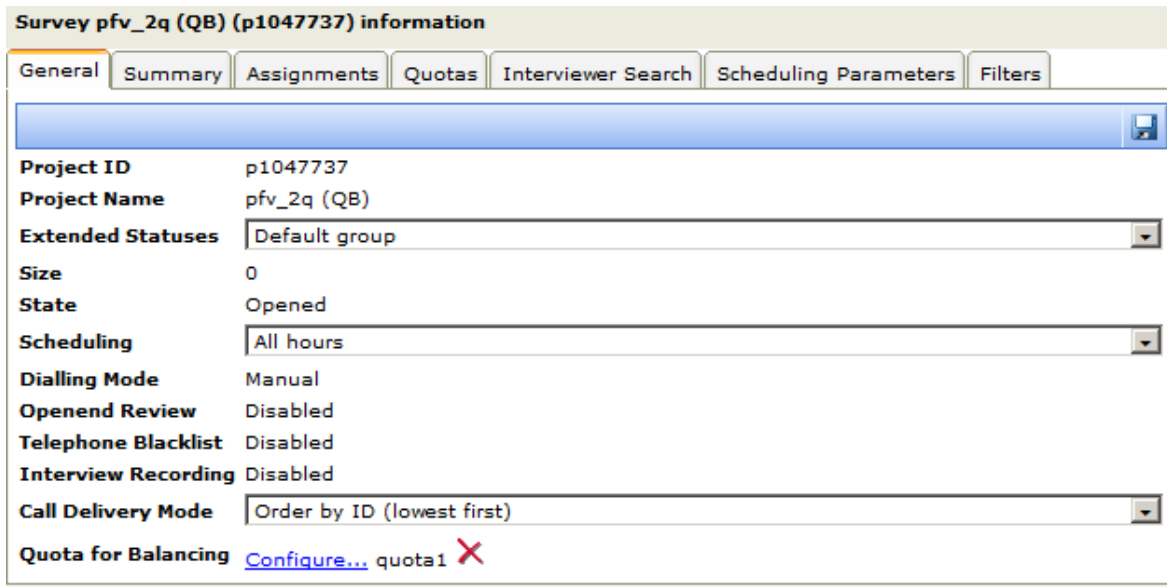 Survey pfv_2q (QB) (p1047737) information
General Summary Assignments Quotas Interviewer Search Scheduling Parameters Filters
Project ID p1047737
Project Name pfv_2q (QB)
Extended Statuses Default group
Size 0
State Opened
Scheduling All hours
Dialling Mode Manual
Openend Review Disabled
Telephone Blacklist Disabled
Interview Recording Disabled
Call Delivery Mode Order by ID (lowest first)
Quota for Balancing Configure... quota1